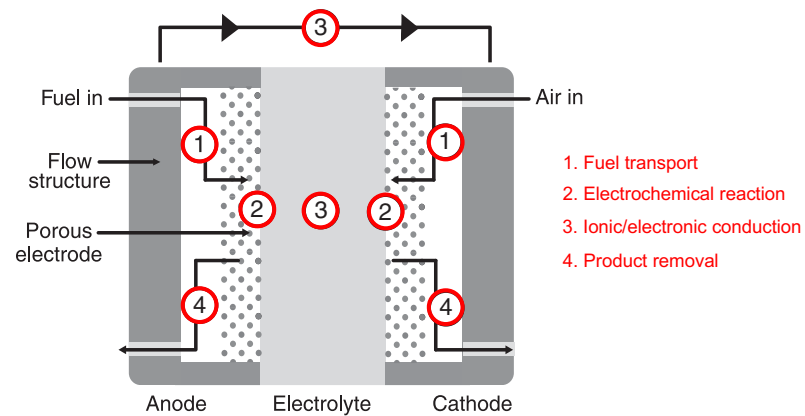 3
Fuel in
Air in
1
1
Flow
structure
1. Fuel transport
2. Electrochemical reaction
2
3
2
3. Ionic/electronic conduction
Porous
electrode
4. Product removal
4
4
Anode
Electrolyte
Cathode